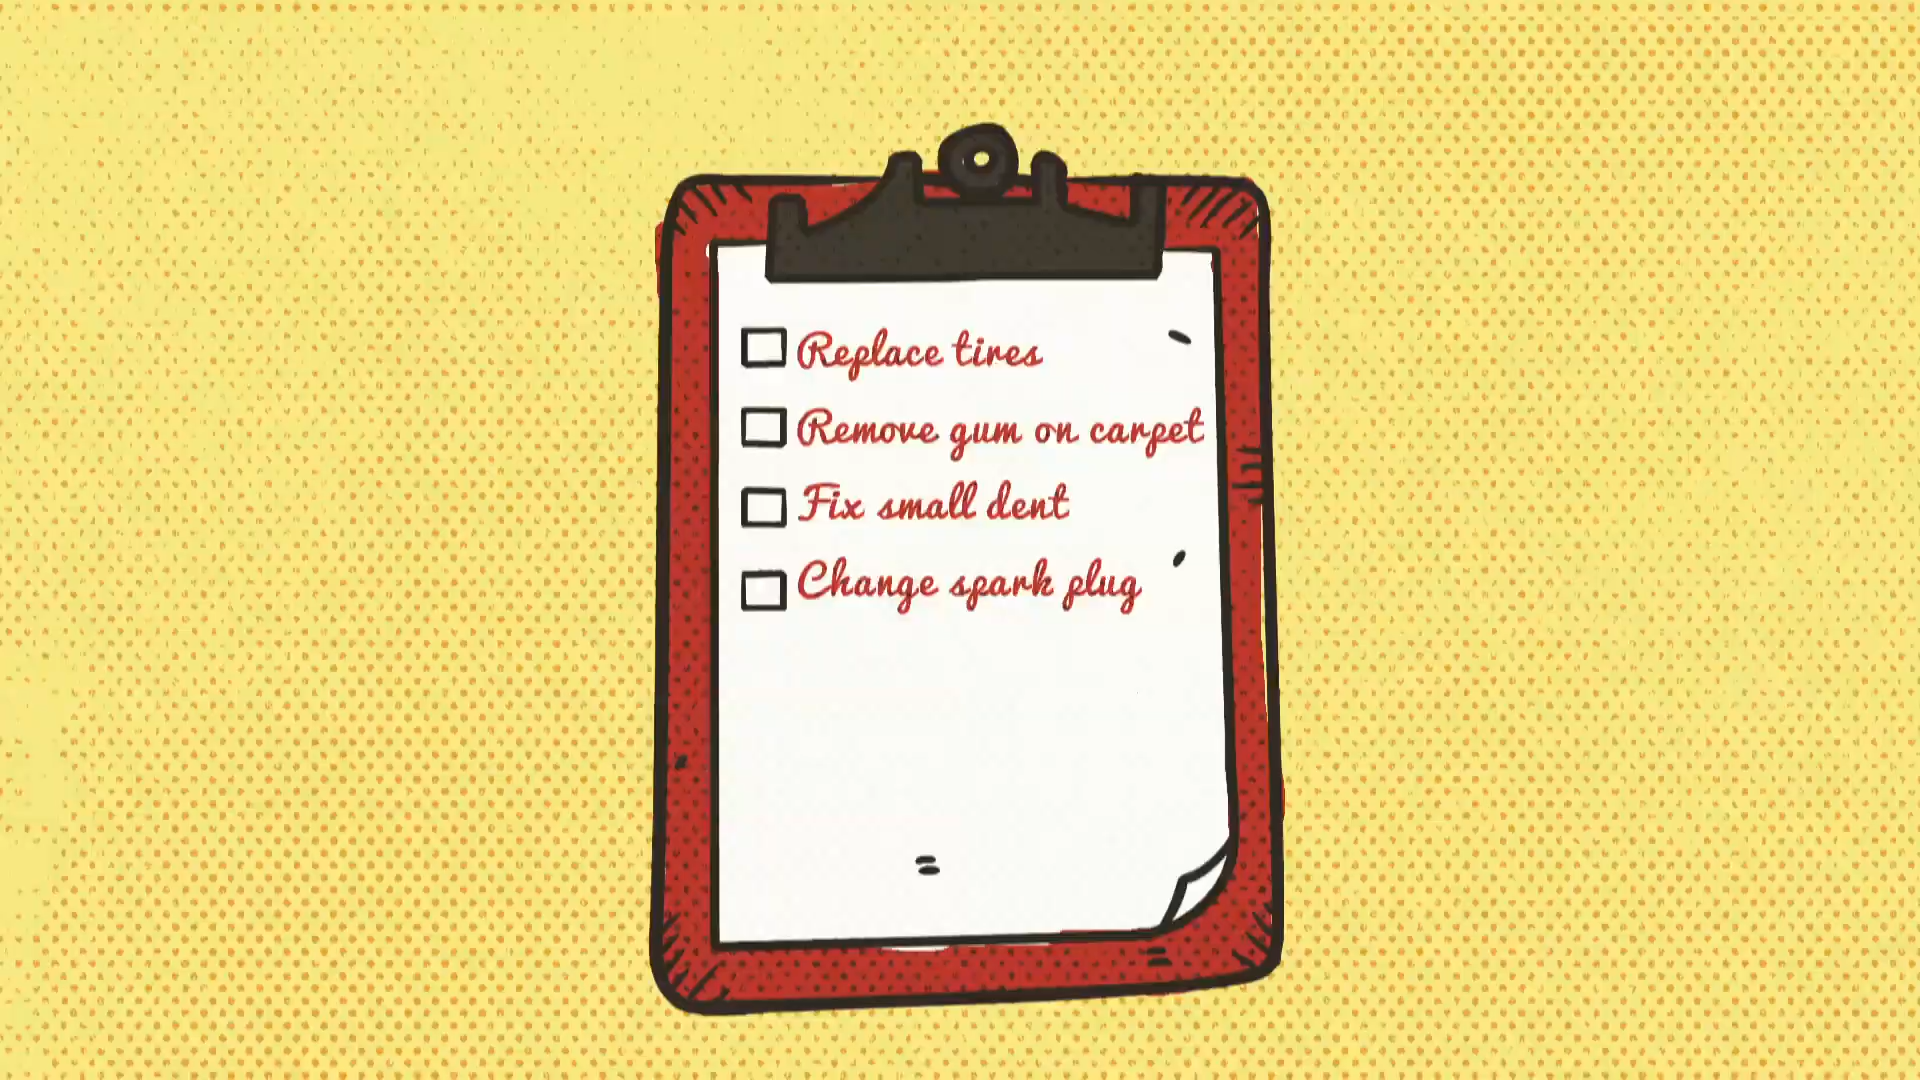 Replace tires
Remove gum on carpet
Fix small dent
Change spark plug